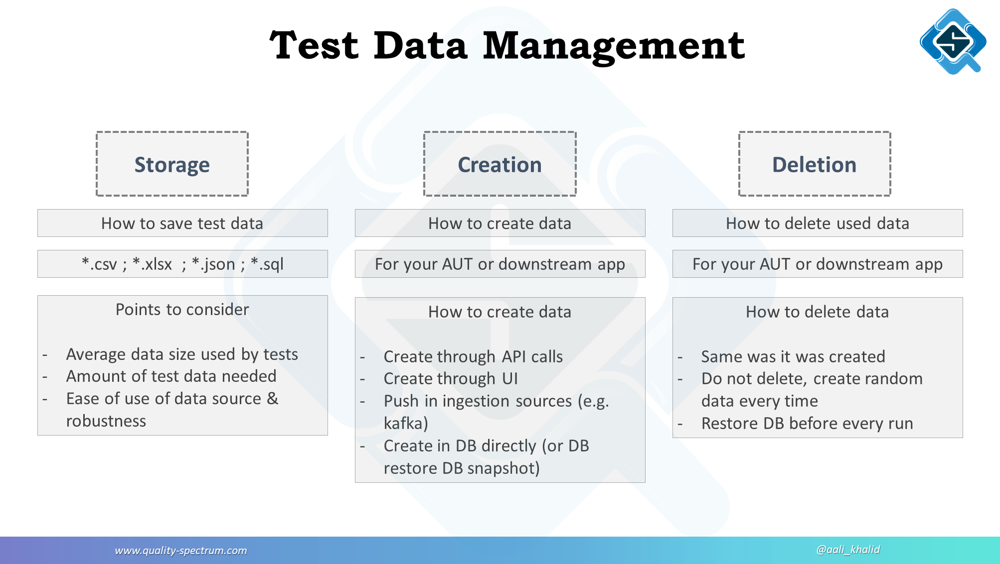 Test Data Management
Storage
How to save test data
*.csv ; *.xlsx  ; *.json ; *.sql
Points to consider
- Average data size used by tests
- Amount of test data needed
- Ease of use of data source &
robustness
Creation
How to create data
For your AUT or downstream app
How to create data
- Create through API calls
- Create through UI
- Push in ingestion sources (e.g.
kafka)
- Create in DB directly (or DB
restore DB snapshot)
Deletion
How to delete used data
For your AUT or downstream app
How to delete data
- Same was it was created
- Do not delete, create random
data every time
- Restore DB before every run
www.quality-spectrum.com
@aali_khalid